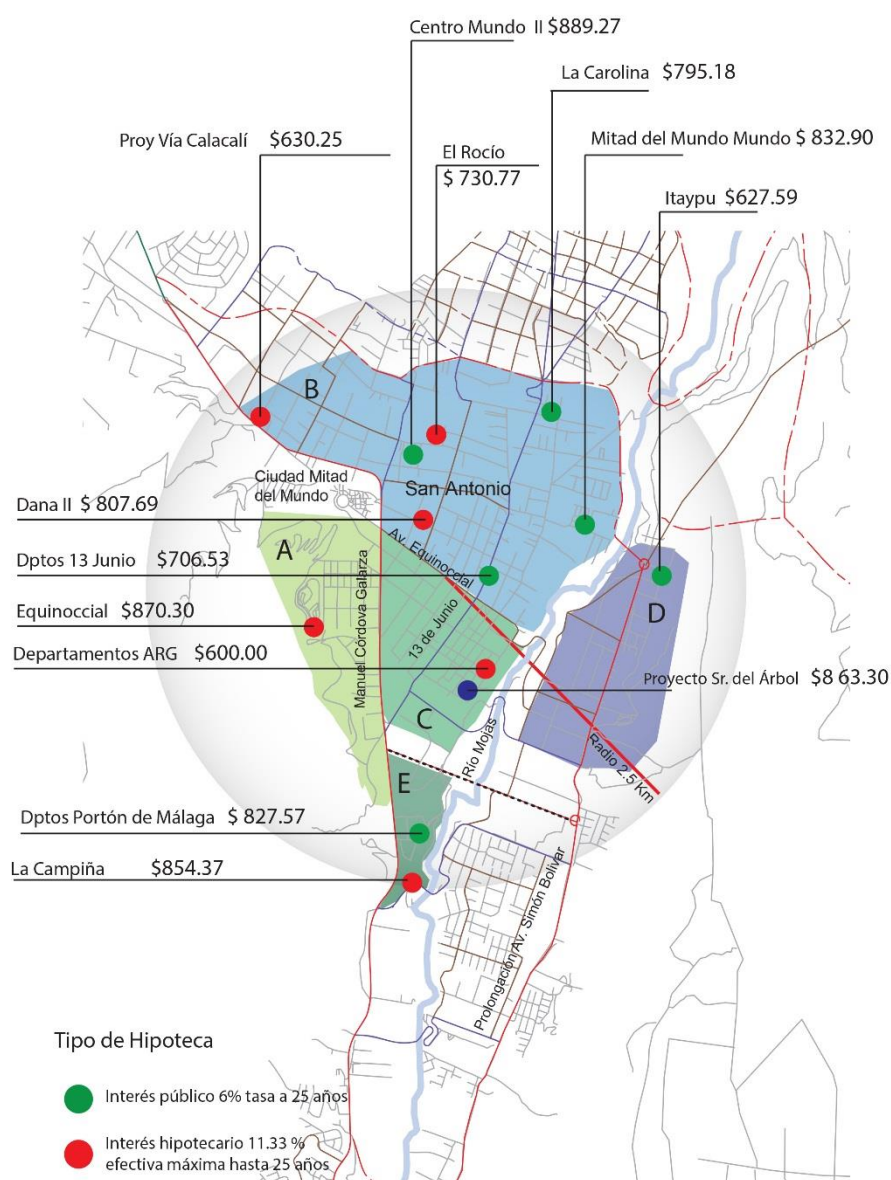 Centro Mundo II $889.27
La Carolina $795.18
Proy Vía Calacalí $630.25
El Rocío
$ 730.77
Mitad del Mundo Mundo $ 832.90
Itaypu $627.59
B
Ciudad Mitad
del Mundo
San Antonio
Dana II $ 807.69
A
Av. Equinoccial
Dptos 13 Junio $706.53
Manuel Córdova Galarza
13 de Junio
D
Equinoccial $870.30
Departamentos ARG $600.00
Proyecto Sr. del Árbol $8 63.30
C
Río Mojas
Radio 2.5 Km
E
Dptos Portón de Málaga $ 827.57
La Campiña $854.37
Prolongación Av. Simón Bolivar
Tipo de Hipoteca
Interés público 6% tasa a 25 años
Interés hipotecario 11.33 %
efectiva máxima hasta 25 años